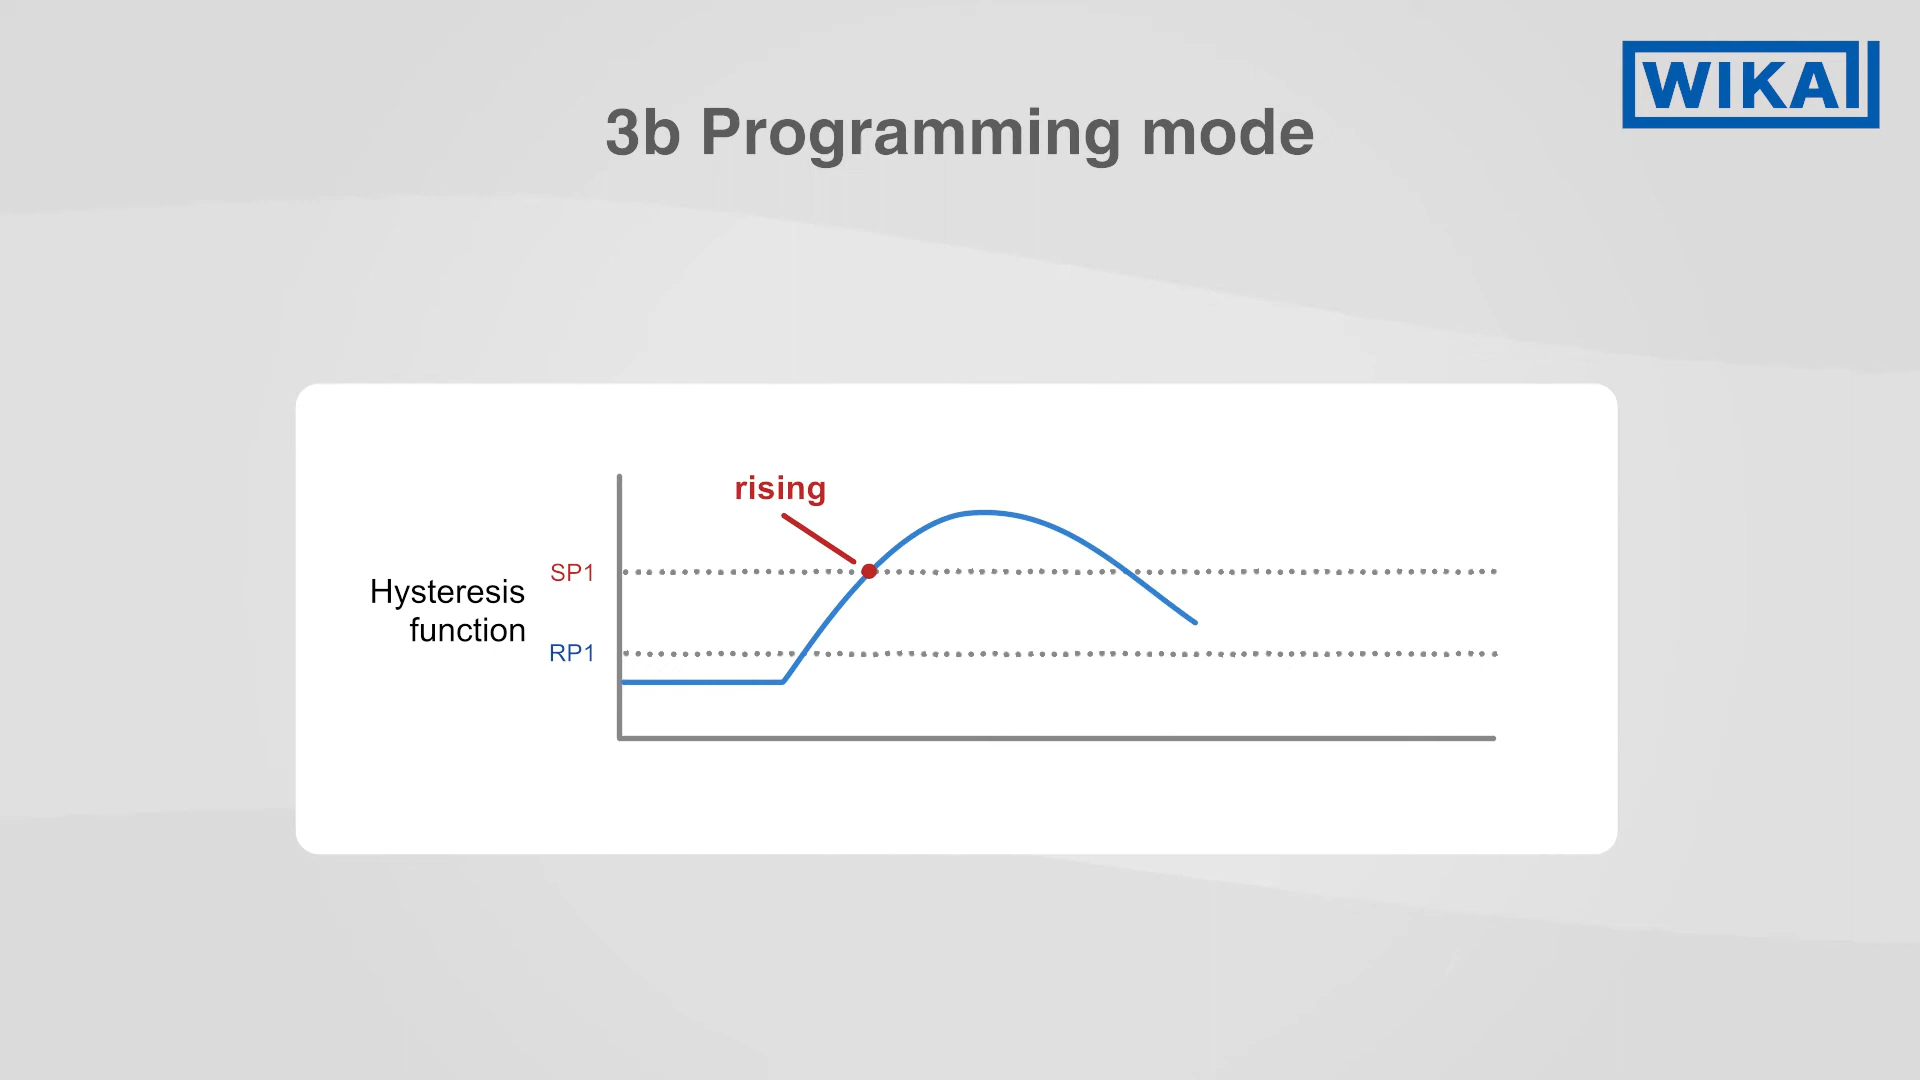 WIKA
3b Programming mode
rising
SP1
Hysteresis
function
RP1